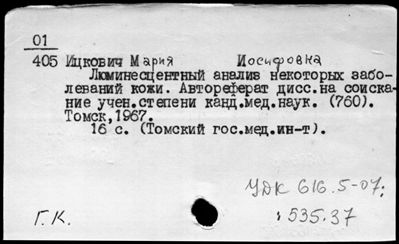 01
405 Ицкович Мария Иосифовна
Люминесцентный анализ некоторых забо-
леваний кожи. Автореферат дисс.на соиска-
ние учен.степени канд.мед.наук. (760).
Томск,1967.
16 с. (Томский гос.мед.ин-т).
УДК 616.5-07:
:535.37
Г.К.